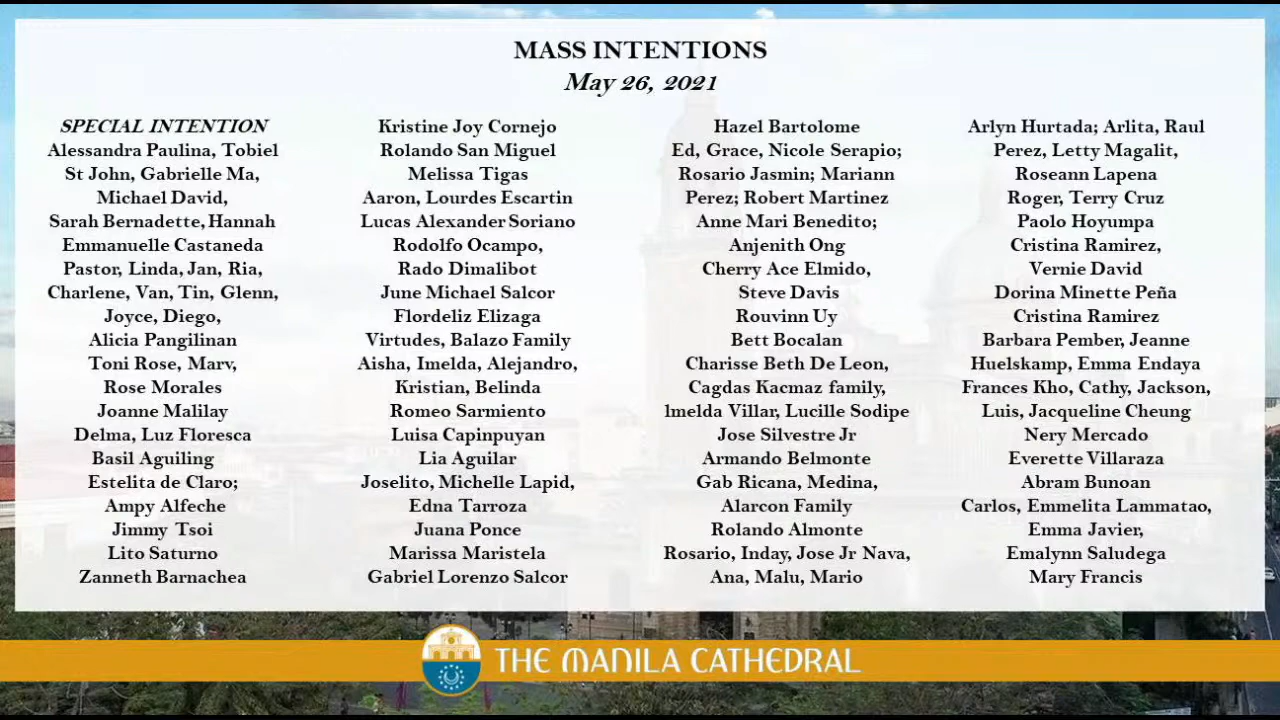 MASS INTENTIONS
May 26, 2021
SPECIAL INTENTION
Alessandra Paulina, Tobiel
St John, Gabrielle Ma,
Michael David,
Sarah Bernadette, Hannah
Emmanuelle Castaneda
Pastor, Linda, Jan, Ria,
Charlene, Van, Tin, Glenn,
Joyce, Diego,
Alicia Pangilinan
Toni Rose, Marv,
Rose Morales
Joanne Malilay
Delma, Luz Floresca
Basil Aguiling
Estelita de Claro;
Ampy Alfeche
Jimmy Tsoi
Lito Saturno
Zanneth Barnachea
Kristine Joy Cornejo
Rolando San Miguel
Melissa Tigas
Aaron, Lourdes Escartin
Lucas Alexander Soriano
Rodolfo Ocampo,
Rado Dimalibot
June Michael Salcor
Flordeliz Elizaga
Virtudes, Balazo Family
Aisha, Imelda, Alejandro,
Kristian, Belinda
Romeo Sarmiento
Luisa Capinpuyan
Lia Aguilar
Joselito, Michelle Lapid,
Edna Tarroza
Juana Ponce
Marissa Maristela
Gabriel Lorenzo Salcor
Hazel Bartolome
Ed, Grace, Nicole Serapio;
Rosario Jasmin; Mariann
Perez; Robert Martinez
Anne Mari Benedito;
Anjenith Ong
Cherry Ace Elmido,
Steve Davis
Rouvinn Uy
Bett Bocalan
Charisse Beth De Leon,
Cagdas Kacmaz family,
lmelda Villar, Lucille Sodipe
Jose Silvestre Jr
Armando Belmonte
Gab Ricana, Medina,
Alarcon Family
Rolando Almonte
Rosario, Inday, Jose Jr Nava,
Ana, Malu, Mario
Arlyn Hurtada; Arlita, Raul
Perez, Letty Magalit,
Roseann Lapena
Roger, Terry Cruz
Paolo Hoyumpa
Cristina Ramirez,
Vernie David
Dorina Minette Peña
Cristina Ramirez
Barbara Pember, Jeanne
Huelskamp, Emma Endaya
Frances Kho, Cathy, Jackson,
Luis, Jacqueline Cheung
Nery Mercado
Everette Villaraza
Abram Bunoan
Carlos, Emmelita Lammatao,
Emma Javier,
Emalynn Saludega
Mary Francis
THE MANILA CATHEDRAL